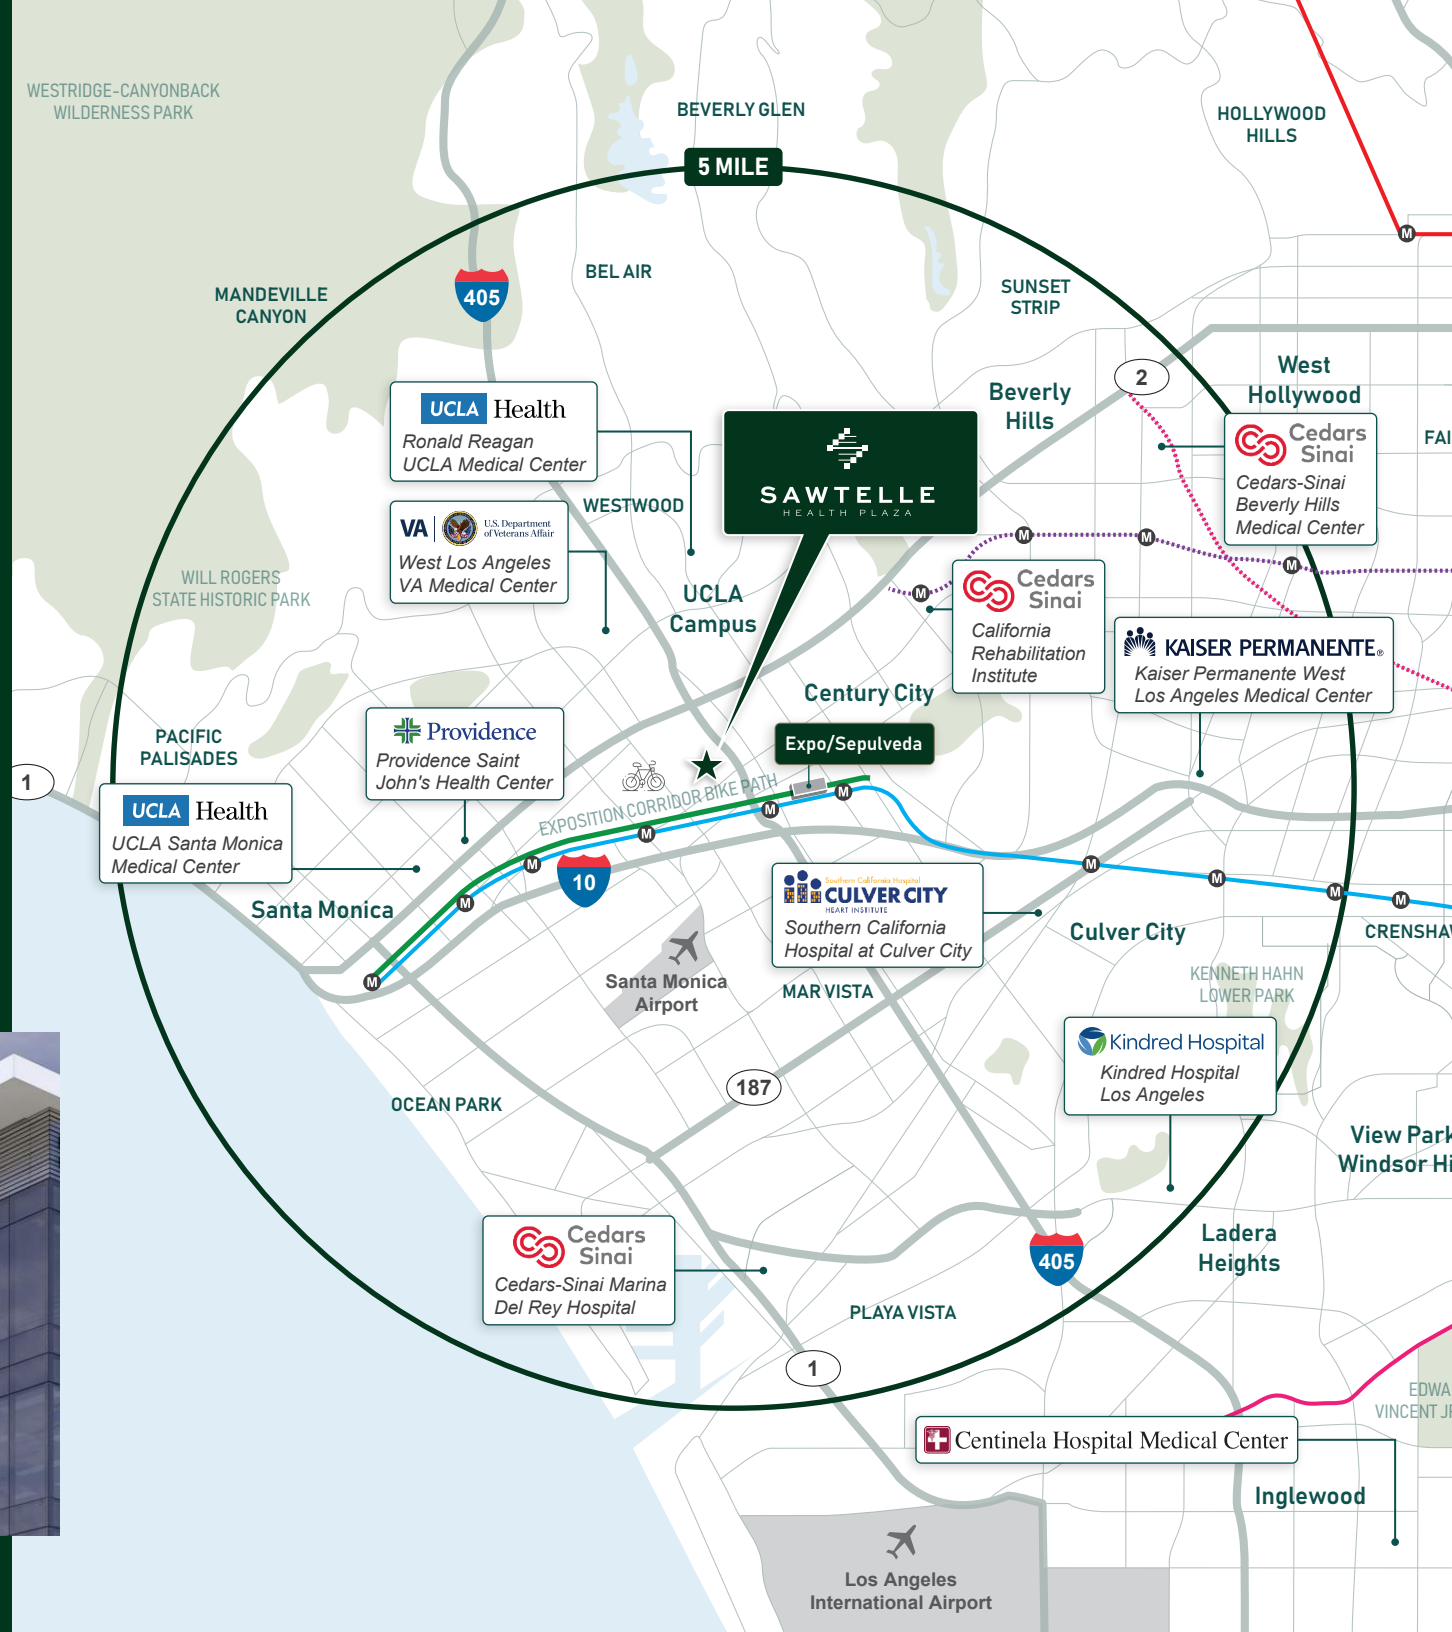 WESTRIDGE-CANYONBACK
WILDERNESS PARK
BEVERLY GLEN
HOLLYWOOD
HILLS
5 MILE
M
BEL AIR
405
MANDEVILLE
CANYON
SUNSET
STRIP
2
West
Hollywood
Beverly
Hills
UCLA Health
Ronald Reagan
UCLA Medical Center
SAWTELLE
HEALTH PLAZA
Cedars
Sinai
Cedars-Sinai
Beverly Hills
Medical Center
FAI
WESTWOOD
VA
U.S. Department
of Veterans Affair
West Los Angeles
VA Medical Center
M
M
M
M
WILL ROGERS
STATE HISTORIC PARK
UCLA
Campus
Cedars
Sinai
California
Rehabilitation
Institute
KAISER PERMANENTE®
Kaiser Permanente West
Los Angeles Medical Center
Century City
Providence
Providence Saint
John's Health Center
PACIFIC
PALISADES
Expo/Sepulveda
1
EXPOSITION CORRIDOR BIKE PATH
UCLA Health
UCLA Santa Monica
Medical Center
M
M
M
M
M
M
10
M
M
M
M
Southern California Hospital
CULVER CITY
HEART INSTITUTE
Southern California
Hospital at Culver City
Santa Monica
Culver City
CRENSHA
Santa Monica
Airport
MAR VISTA
KENNETH HAHN
LOWER PARK
M
Kindred Hospital
Kindred Hospital
Los Angeles
187
OCEAN PARK
View Park
Windsor Hi
Cedars
Sinai
Cedars-Sinai Marina
Del Rey Hospital
Ladera
Heights
405
PLAYA VISTA
1
EDWA
VINCENT J
Centinela Hospital Medical Center
Inglewood
Los Angeles
International Airport